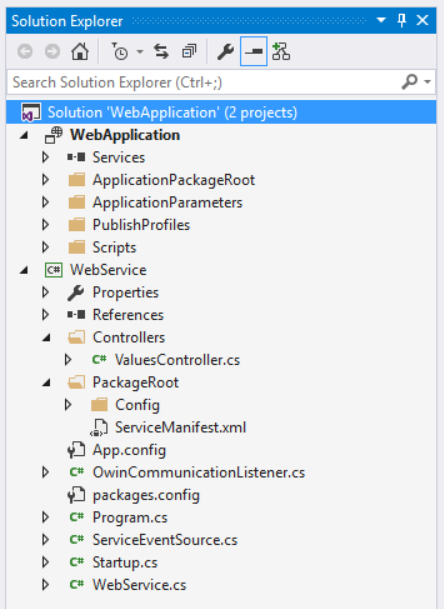 Solution Explorer
Search Solution Explorer (Ctrl+;)
Solution 'WebApplication' (2 projects)
WebApplication
Services
ApplicationPackageRoot
ApplicationParameters
PublishProfiles
Scripts
C# WebService
Properties
References
Controllers
C# ValuesController.cs
PackageRoot
Config
ServiceManifest.xml
App.config
C# OwinCommunicationListener.cs
packages.config
C# Program.cs
C# ServiceEventSource.cs
C# Startup.cs
C# WebService.cs